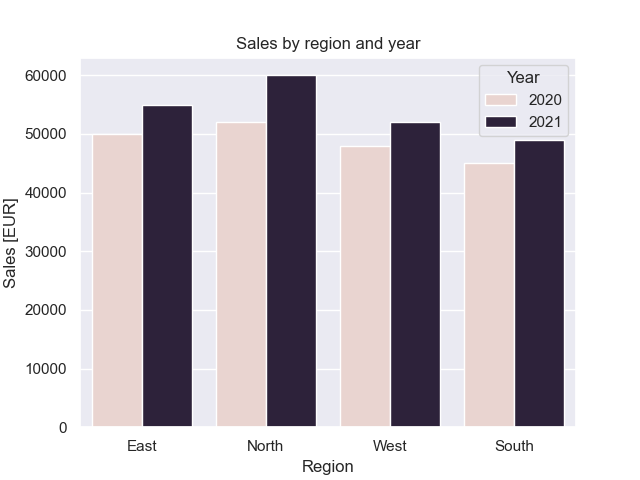 Sales by region and year
Year
2020
2021
60000
50000
40000
30000
20000
10000
0
Sales [EUR]
East
North
West
South
Region